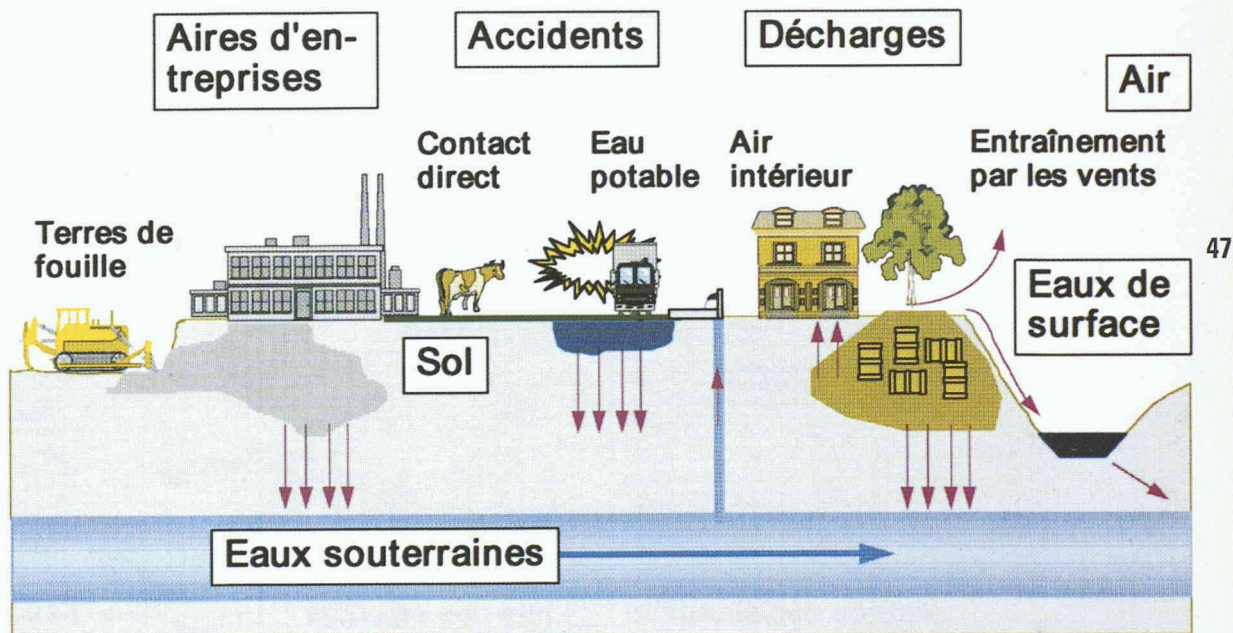 Aires d'en-
treprises
Accidents
Décharges
Air
Contact
direct
Eau
potable
Air
intérieur
Entraînement
par les vents
Terres de
fouille
47
Eaux de
surface
Sol
Eaux souterraines